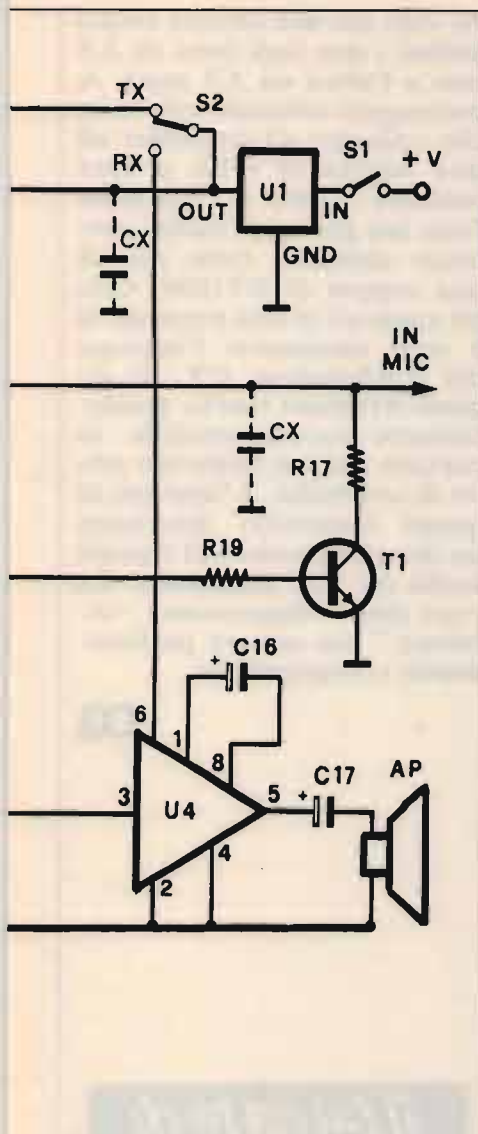 TX
S2
RX
S1
+ V
U1
OUT
IN
CX
GND
IN
MIC
CX
R17
R19
T1
C16
6
1
8
C17
AP
3
U4
5
4
2